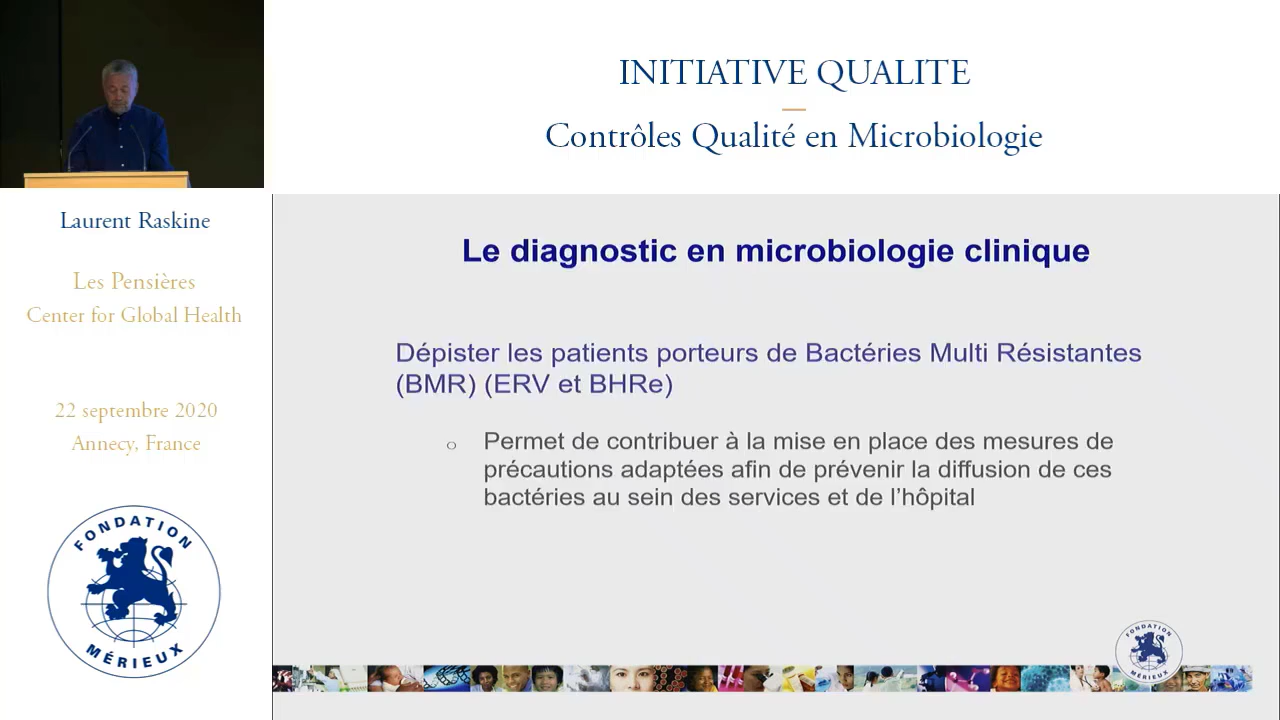 INITIATIVE QUALITE
Contrôles Qualité en Microbiologie
Laurent Raskine
Les Pensières
Center for Global Health
22 septembre 2020
Annecy, France
FONDATION
MÉRIEUX
Le diagnostic en microbiologie clinique
Dépister les patients porteurs de Bactéries Multi Résistantes
(BMR) (ERV et BHRe)
o Permet de contribuer à la mise en place des mesures de
précautions adaptées afin de prévenir la diffusion de ces
bactéries au sein des services et de l’hôpital
FONDATION
MÉRIEUX